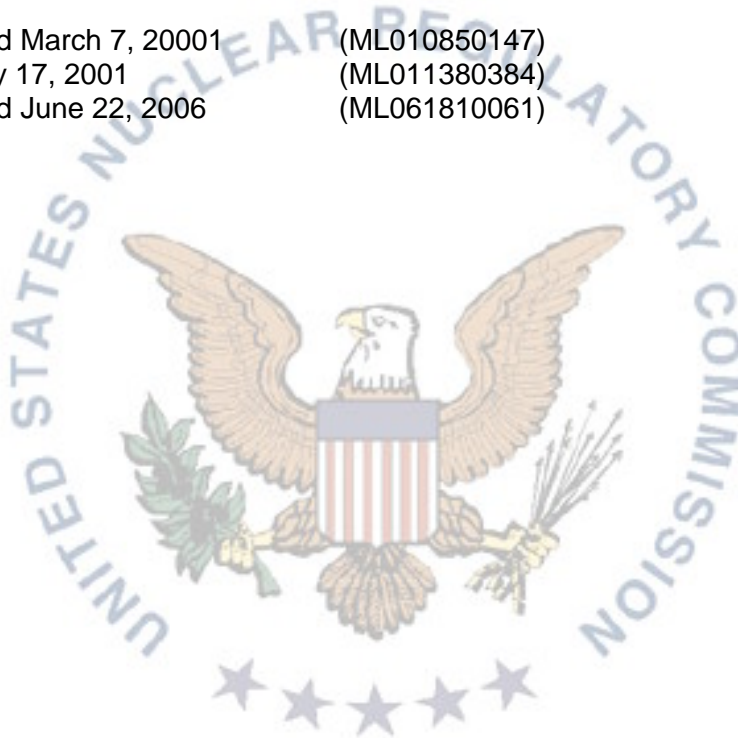 d March 7, 20001 (ML010850147)
y 17, 2001 (ML011380384)
d June 22, 2006 (ML061810061)
UNITED STATES NUCLEAR REGULATORY COMMISSION